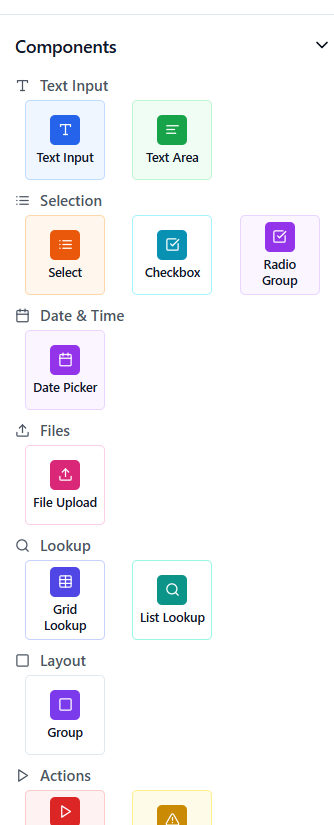 Components
Text Input
Text Input
Text Area
Selection
Select
Checkbox
Radio
Group
Date & Time
Date Picker
Files
File Upload
Lookup
Grid
Lookup
List Lookup
Layout
Group
Actions